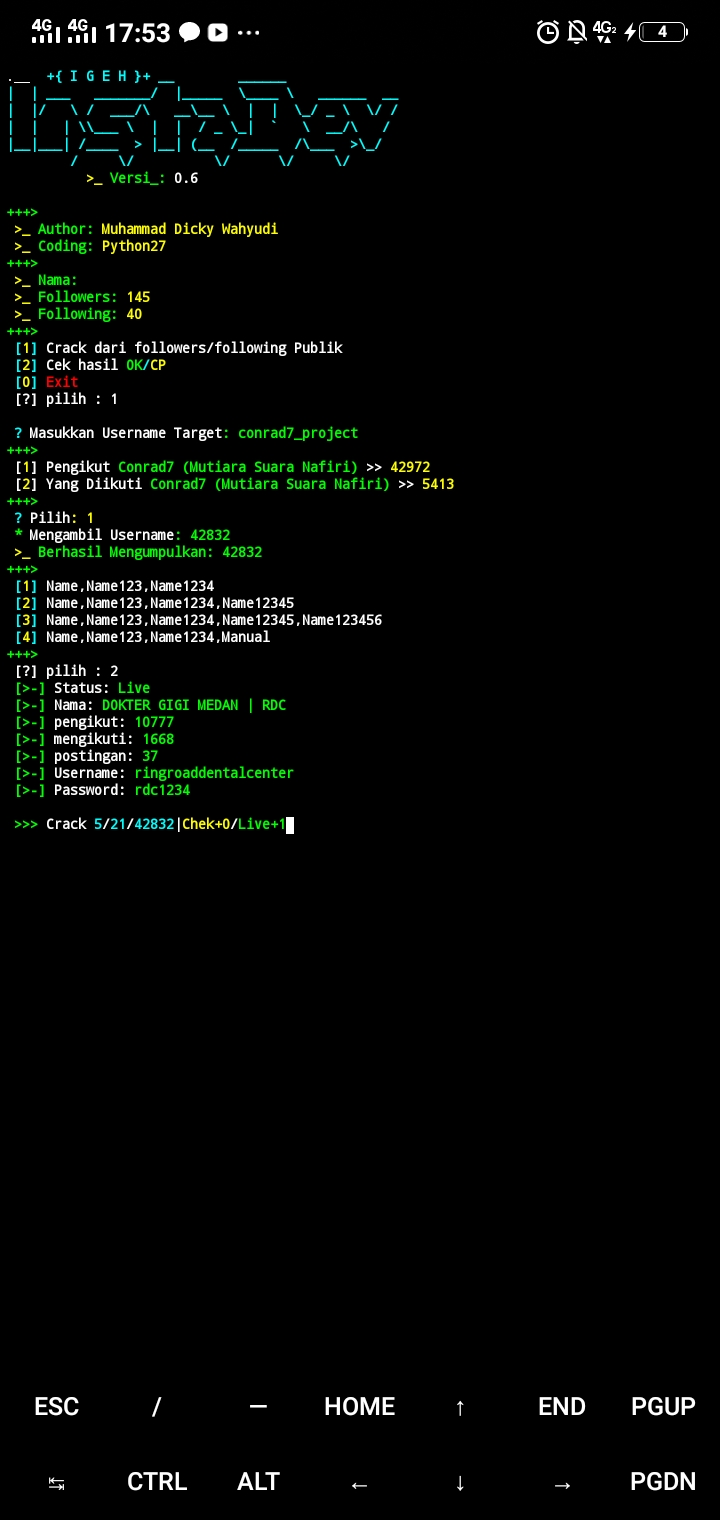 17:53
4
+{ I G E H }+
>_ Versi_: 0.6
+++>
>_ Author: Muhammad Dicky Wahyudi
>_ Coding: Python27
+++>
>_ Nama:
>_ Followers: 145
>_ Following: 40
+++>
[1] Crack dari followers/following Publik
[2] Cek hasil OK/CP
[0] Exit
[?] pilih : 1
? Masukkan Username Target: conrad7_project
+++>
[1] Pengikut Conrad7 (Mutiara Suara Nafiri) >> 42972
[2] Yang Diikuti Conrad7 (Mutiara Suara Nafiri) >> 5413
+++>
? Pilih: 1
* Mengambil Username: 42832
>_ Berhasil Mengumpulkan: 42832
+++>
[1] Name,Name123,Name1234
[2] Name,Name123,Name1234,Name12345
[3] Name,Name123,Name1234,Name12345,Name123456
[4] Name,Name123,Name1234,Manual
+++>
[?] pilih : 2
[>-] Status: Live
[>-] Nama: DOKTER GIGI MEDAN | RDC
[>-] pengikut: 10777
[>-] mengikuti: 1668
[>-] postingan: 37
[>-] Username: ringroaddentalcenter
[>-] Password: rdc1234
>>> Crack 5/21/42832|Chek+0/Live+1
ESC / — HOME ↑ END PGUP
↹ CTRL ALT ← ↓ → PGDN